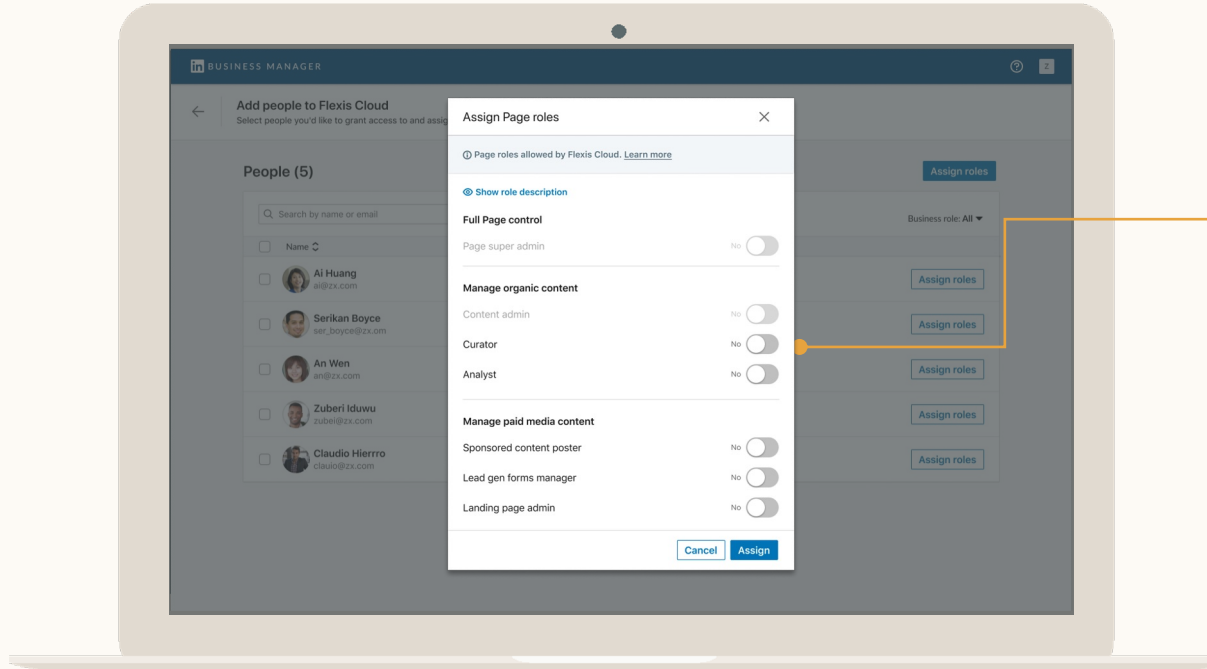 in BUSINESS MANAGER
Z
Add people to Flexis Cloud
Select people you'd like to grant access to and assig
People (5)
Assign roles
Search by name or email
Business role: All
Name
Ai Huang
ai@zx.com
Assign roles
Serikan Boyce
ser_boyce@zx.om
Assign roles
An Wen
an@zx.com
Assign roles
Zuberi Iduwu
zubei@zx.com
Assign roles
Claudio Hierrro
clauio@zx.com
Assign roles
Assign Page roles
Page roles allowed by Flexis Cloud. Learn more
Show role description
Full Page control
Page super admin No
Manage organic content
Content admin No
Curator No
Analyst No
Manage paid media content
Sponsored content poster No
Lead gen forms manager No
Landing page admin No
Cancel Assign